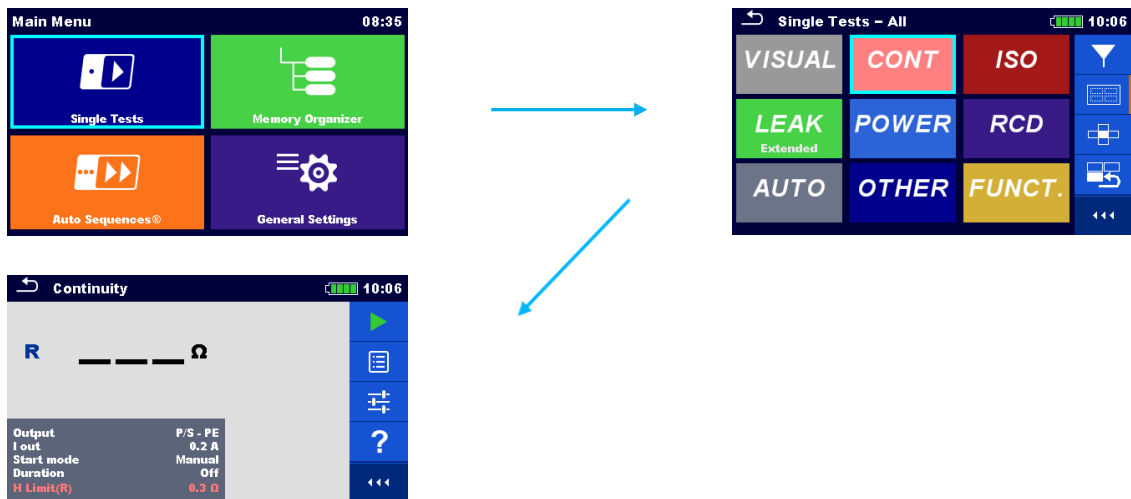 Main Menu 08:35
Single Tests
Memory Organizer
Auto Sequences®
General Settings
Single Tests – All 10:06
VISUAL CONT ISO
LEAK POWER RCD
Extended
AUTO OTHER FUNCT.
Continuity 10:06
R _ _ _ Ω
Output P/S - PE
I out 0.2 A
Start mode Manual
Duration Off
H Limit(R) 0.3 Ω
?